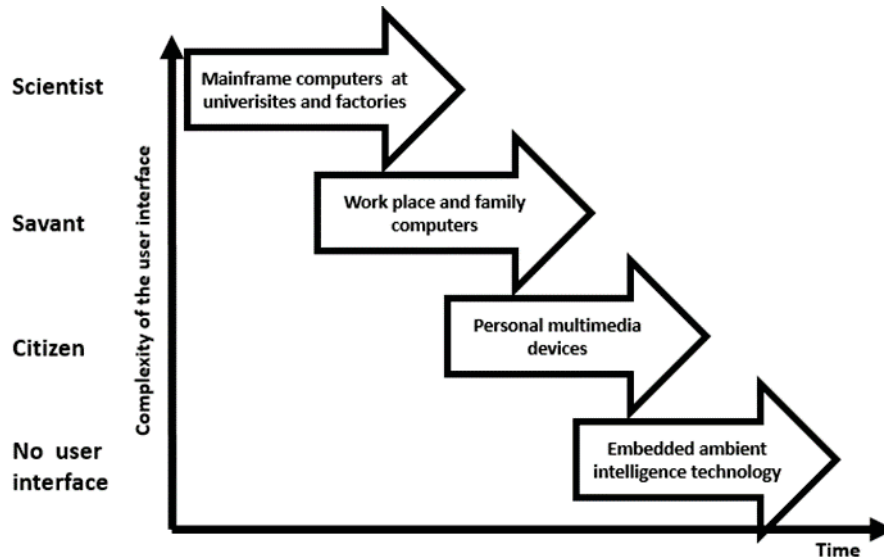 Scientist
Mainframe computers at
univerisites and factories
Complexity of the user interface
Savant
Work place and family
computers
Citizen
Personal multimedia
devices
No user
interface
Embedded ambient
intelligence technology
Time